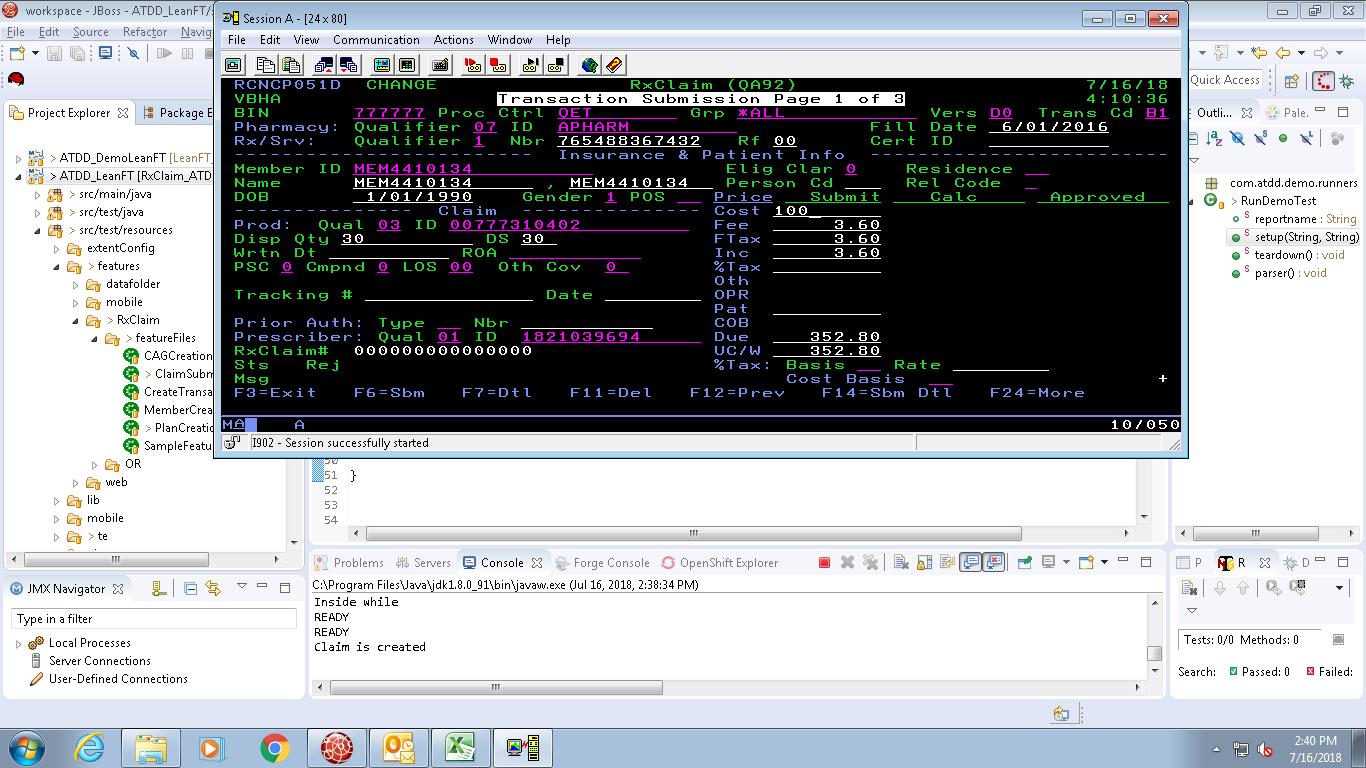 workspace - JBoss - ATDD_LeanFT/
File Edit Source Refactor Navig
Quick Access
Project Explorer
Package E
ATDD_DemoLeanFT [LeanFT_
ATDD_LeanFT [RxClaim_ATD
src/main/java
src/test/java
src/test/resources
extentConfig
> features
datafolder
mobile
> RxClaim
> featureFiles
CAGCreation
> ClaimSubm
CreateTransa
MemberCrea
> PlanCreatio
SampleFeatu
OR
web
lib
mobile
> te
Session A - [24 x 80]
File Edit View Communication Actions Window Help
RCNCP051D CHANGE RxClaim (QA92) 7/16/18
VBHA Transaction Submission Page 1 of 3 4:10:36
BIN 777777 Proc Ctrl QET Grp *ALL Vers D0 Trans Cd B1
Pharmacy: Qualifier 07 ID APHARM Fill Date 6/01/2016
Rx/Srv: Qualifier 1 Nbr 765488367432 Rf 00 Cert ID
Insurance & Patient Info
Member ID MEM4410134 Elig Clar 0 Residence
Name MEM4410134 , MEM4410134 Person Cd Rel Code
DOB 1/01/1990 Gender 1 POS Price Submit Calc Approved
Claim Cost 100
Prod: Qual 03 ID 00777310402 Fee 3.60
Disp Qty 30 DS 30 FTax 3.60
Wrtn Dt ROA Inc 3.60
PSC 0 Cmpnd 0 LOS 00 Oth Cov 0 %Tax
Oth
Tracking # Date OPR
Pat
Prior Auth: Type Nbr COB
Prescriber: Qual 01 ID 1821039694 Due 352.80
RxClaim# 000000000000000 UC/W 352.80
Sts Rej %Tax: Basis Rate
Msg Cost Basis +
F3=Exit F6=Sbm F7=Dtl F11=Del F12=Prev F14=Sbm Dtl F24=More
MA A 10/050
I902 - Session successfully started
50
51 }
52
53
54
Outli...
Pale.
com.atdd.demo.runners
> RunDemoTest
reportname : String
setup(String, String)
teardown() : void
parser() : void
Problems Servers Console Forge Console OpenShift Explorer
C:\Program Files\Java\jdk1.8.0_91\bin\javaw.exe (Jul 16, 2018, 2:38:34 PM)
Inside while
READY
READY
Claim is created
JMX Navigator
Type in a filter
Local Processes
Server Connections
User-Defined Connections
P R D
Tests: 0/0 Methods: 0
Search: Passed: 0 Failed:
2:40 PM
7/16/2018